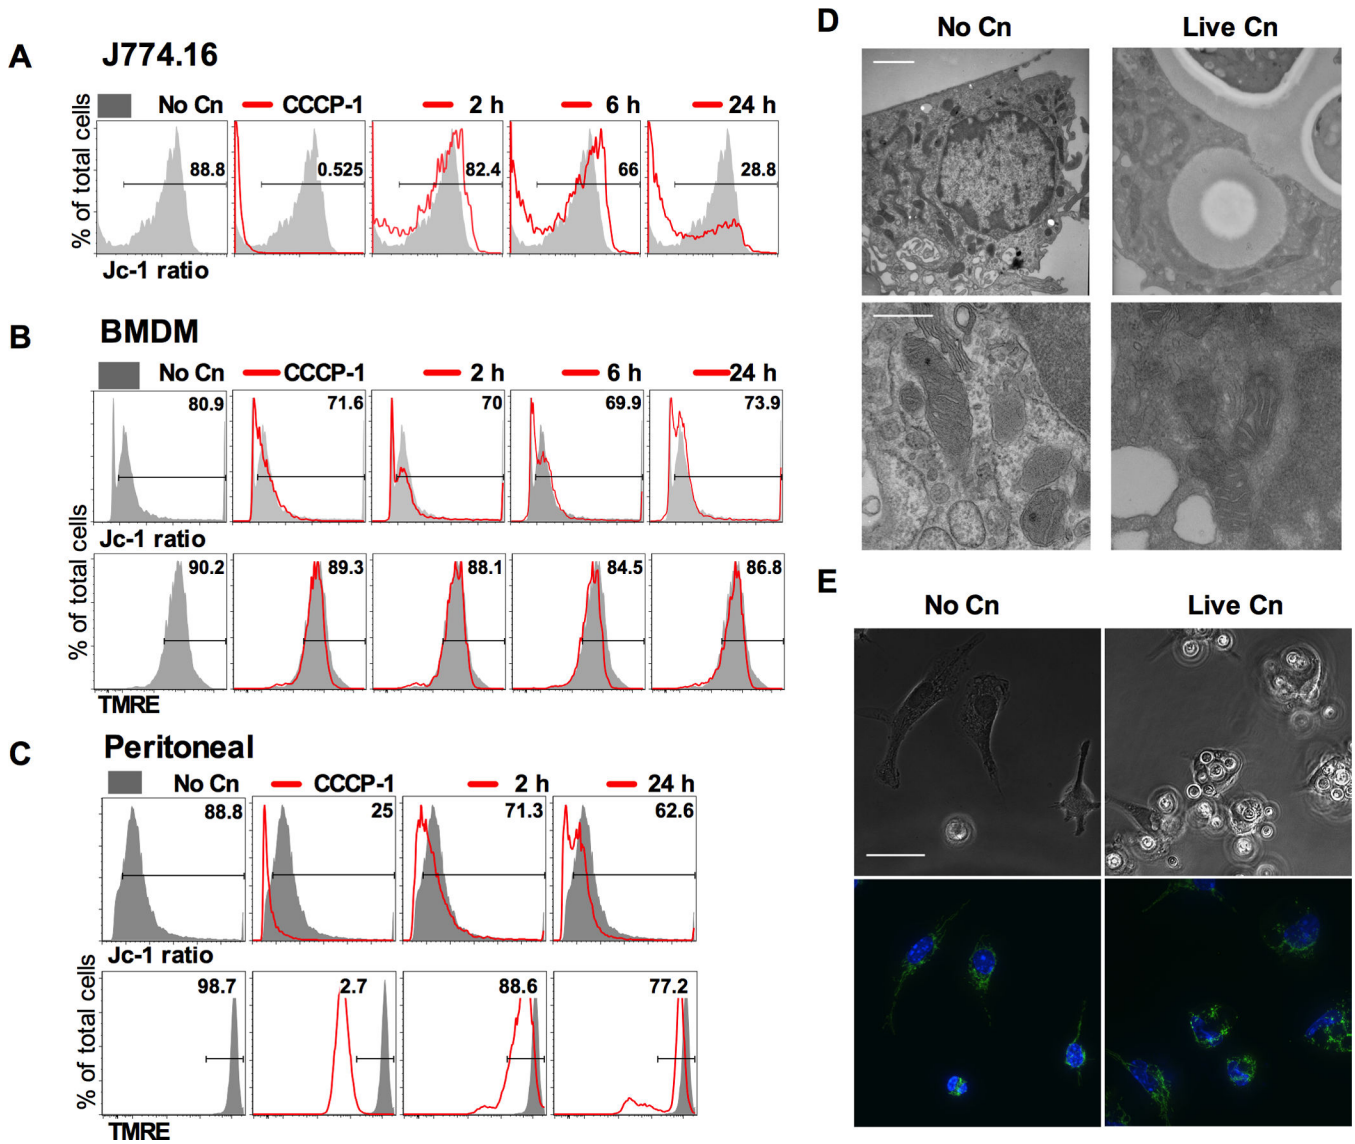 A
J774.16
No Cn
CCCP-1
2 h
6 h
24 h
% of total cells
88.8
0.525
82.4
66
28.8
Jc-1 ratio
B
BMDM
No Cn
CCCP-1
2 h
6 h
24 h
80.9
71.6
70
69.9
73.9
Jc-1 ratio
% of total cells
90.2
89.3
88.1
84.5
86.8
TMRE
C
Peritoneal
No Cn
CCCP-1
2 h
24 h
88.8
25
71.3
62.6
Jc-1 ratio
% of total cells
98.7
2.7
88.6
77.2
TMRE
D
No Cn
Live Cn
E
No Cn
Live Cn